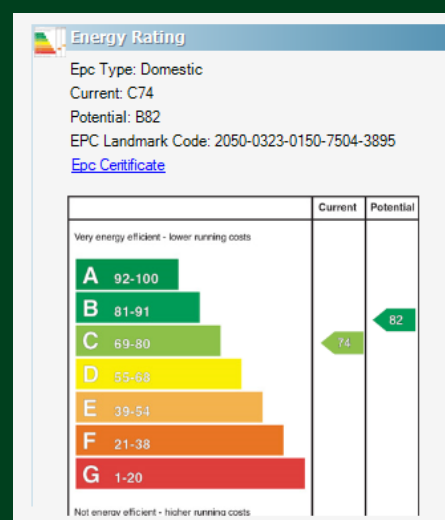 Energy Rating
Epc Type: Domestic
Current: C74
Potential: B82
EPC Landmark Code: 2050-0323-0150-7504-3895
Epc Ceritificate
Current Potential
Very energy efficient - lower running costs
A 92-100
B 81-91
82
C 69-80
74
D 55-68
E 39-54
F 21-38
G 1-20
Not energy efficient - higher running costs